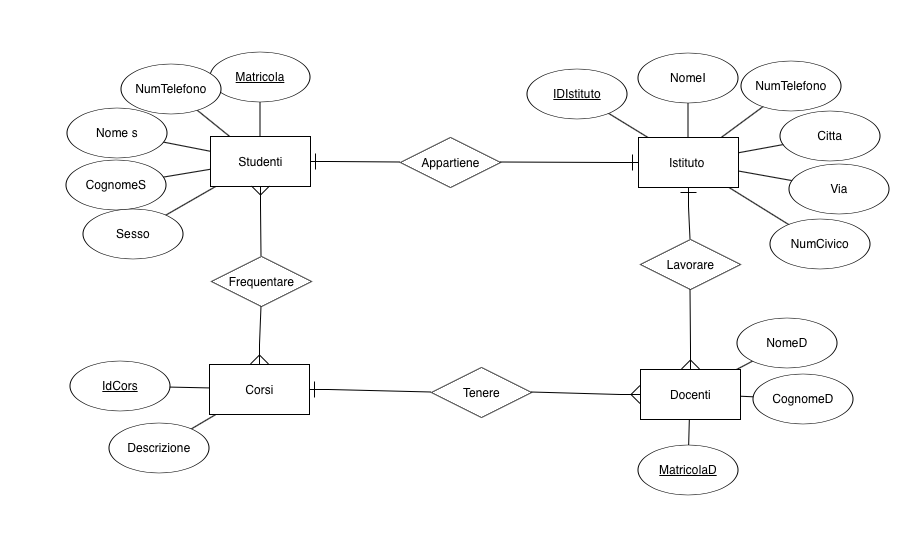 Matricola
NumTelefono
Nome s
CognomeS
Sesso
Studenti
Appartiene
IDIstituto
NomeI
NumTelefono
Citta
Via
NumCivico
Istituto
Frequentare
Lavorare
IdCors
Descrizione
Corsi
Tenere
Docenti
NomeD
CognomeD
MatricolaD